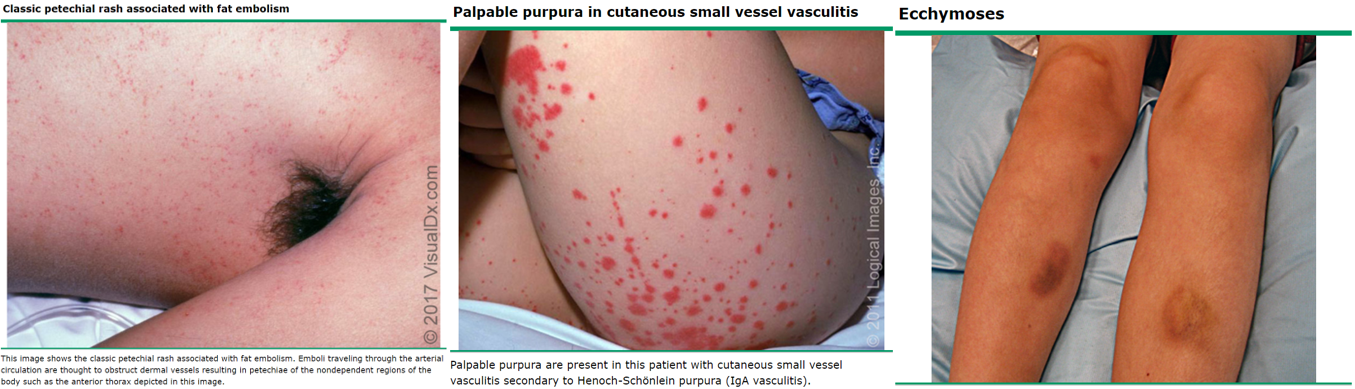 Classic petechial rash associated with fat embolism
© 2017 VisualDx.com
This image shows the classic petechial rash associated with fat embolism. Emboli traveling through the arterial
circulation are thought to obstruct dermal vessels resulting in petechiae of the nondependent regions of the
body such as the anterior thorax depicted in this image.
Palpable purpura in cutaneous small vessel vasculitis
© 2011 Logical Images, Inc.
Palpable purpura are present in this patient with cutaneous small vessel
vasculitis secondary to Henoch-Schönlein purpura (IgA vasculitis).
Ecchymoses